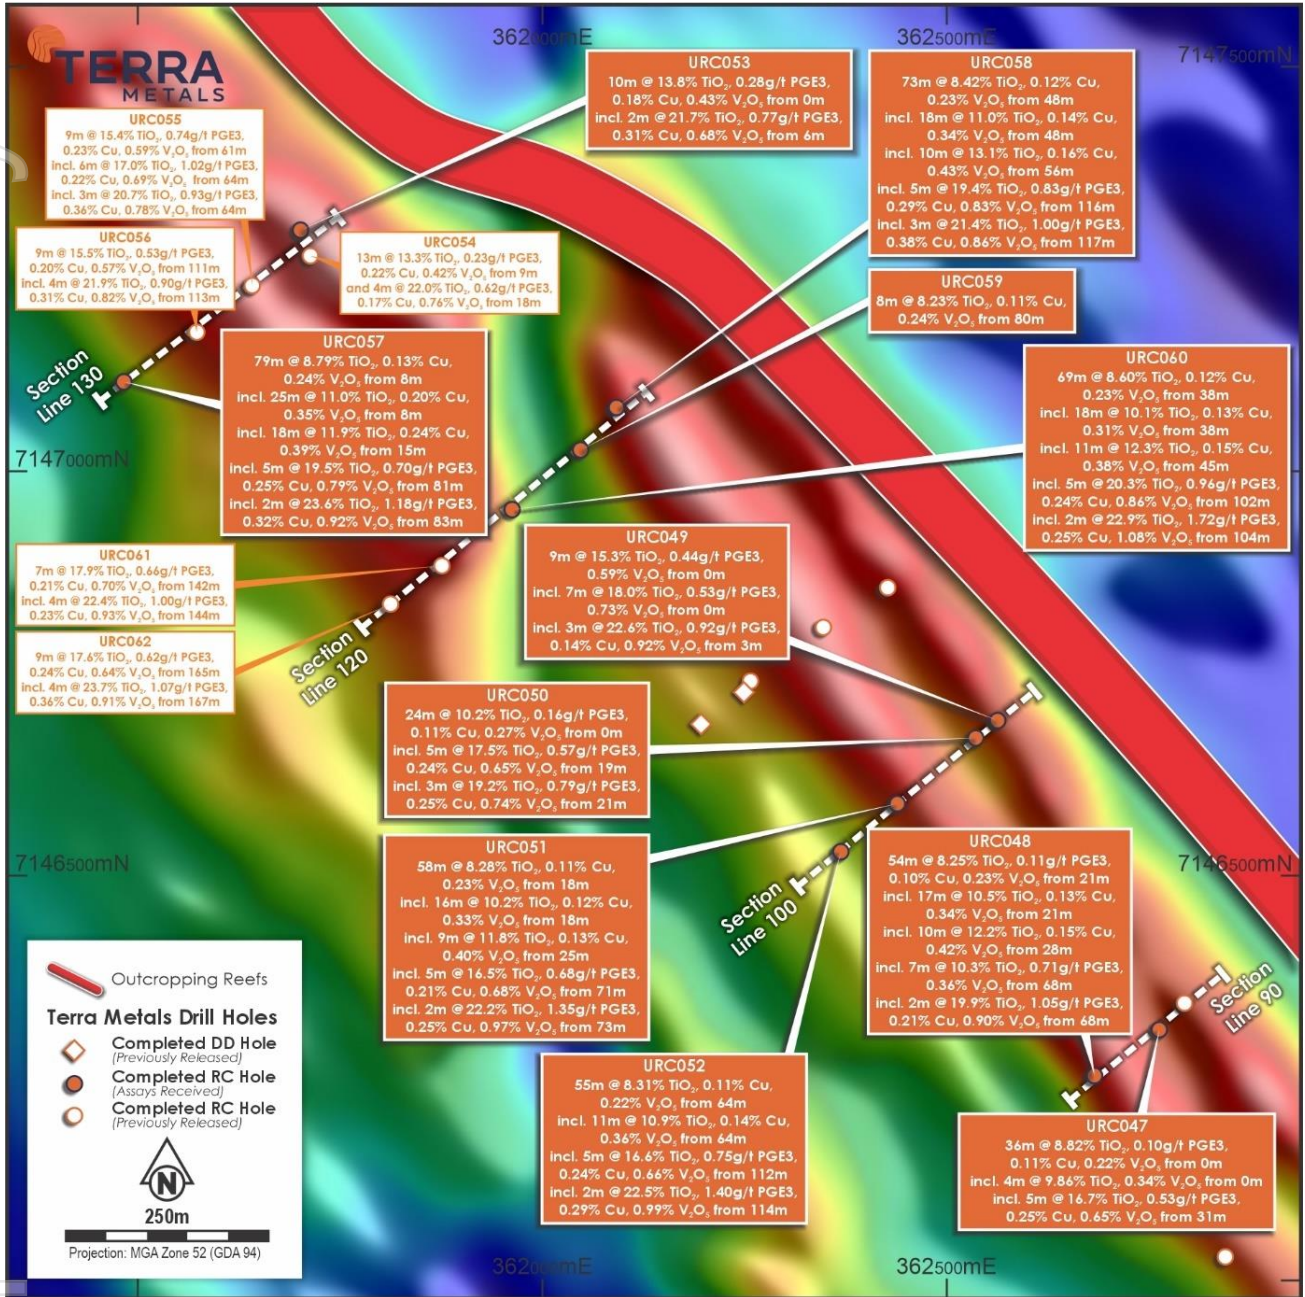 362000mE
362500mE
7147500mN
TERRA
METALS
URC053
10m @ 13.8% TiO₂, 0.28g/t PGE3,
0.18% Cu, 0.43% V₂O₅ from 0m
incl. 2m @ 21.7% TiO₂, 0.77g/t PGE3,
0.31% Cu, 0.68% V₂O₅ from 6m
URC058
73m @ 8.42% TiO₂, 0.12% Cu,
0.23% V₂O₅ from 48m
incl. 18m @ 11.0% TiO₂, 0.14% Cu,
0.34% V₂O₅ from 48m
incl. 10m @ 13.1% TiO₂, 0.16% Cu,
0.43% V₂O₅ from 56m
incl. 5m @ 19.4% TiO₂, 0.83g/t PGE3,
0.29% Cu, 0.83% V₂O₅ from 116m
incl. 3m @ 21.4% TiO₂, 1.00g/t PGE3,
0.38% Cu, 0.86% V₂O₅ from 117m
URC055
9m @ 15.4% TiO₂, 0.74g/t PGE3,
0.23% Cu, 0.59% V₂O₅ from 61m
incl. 6m @ 17.0% TiO₂, 1.02g/t PGE3,
0.22% Cu, 0.69% V₂O₅ from 64m
incl. 3m @ 20.7% TiO₂, 0.93g/t PGE3,
0.36% Cu, 0.78% V₂O₅ from 64m
URC056
9m @ 15.5% TiO₂, 0.53g/t PGE3,
0.20% Cu, 0.57% V₂O₅ from 111m
incl. 4m @ 21.9% TiO₂, 0.90g/t PGE3,
0.31% Cu, 0.82% V₂O₅ from 113m
URC054
13m @ 13.3% TiO₂, 0.23g/t PGE3,
0.22% Cu, 0.42% V₂O₅ from 9m
and 4m @ 22.0% TiO₂, 0.62g/t PGE3,
0.17% Cu, 0.76% V₂O₅ from 18m
URC059
8m @ 8.23% TiO₂, 0.11% Cu,
0.24% V₂O₅ from 80m
Section
Line 130
URC057
79m @ 8.79% TiO₂, 0.13% Cu,
0.24% V₂O₅ from 8m
incl. 25m @ 11.0% TiO₂, 0.20% Cu,
0.35% V₂O₅ from 8m
incl. 18m @ 11.9% TiO₂, 0.24% Cu,
0.39% V₂O₅ from 15m
incl. 5m @ 19.5% TiO₂, 0.70g/t PGE3,
0.25% Cu, 0.79% V₂O₅ from 81m
incl. 2m @ 23.6% TiO₂, 1.18g/t PGE3,
0.32% Cu, 0.92% V₂O₅ from 83m
URC060
69m @ 8.60% TiO₂, 0.12% Cu,
0.23% V₂O₅ from 38m
incl. 18m @ 10.1% TiO₂, 0.13% Cu,
0.31% V₂O₅ from 38m
incl. 11m @ 12.3% TiO₂, 0.15% Cu,
0.38% V₂O₅ from 45m
incl. 5m @ 20.3% TiO₂, 0.96g/t PGE3,
0.24% Cu, 0.86% V₂O₅ from 102m
incl. 2m @ 22.9% TiO₂, 1.72g/t PGE3,
0.25% Cu, 1.08% V₂O₅ from 104m
7147000mN
URC061
7m @ 17.9% TiO₂, 0.66g/t PGE3,
0.21% Cu, 0.70% V₂O₅ from 142m
incl. 4m @ 22.4% TiO₂, 1.00g/t PGE3,
0.23% Cu, 0.93% V₂O₅ from 144m
URC062
9m @ 17.6% TiO₂, 0.62g/t PGE3,
0.24% Cu, 0.64% V₂O₅ from 165m
incl. 4m @ 23.7% TiO₂, 1.07g/t PGE3,
0.36% Cu, 0.91% V₂O₅ from 167m
Section
Line 120
URC049
9m @ 15.3% TiO₂, 0.44g/t PGE3,
0.59% V₂O₅ from 0m
incl. 7m @ 18.0% TiO₂, 0.53g/t PGE3,
0.73% V₂O₅ from 0m
incl. 3m @ 22.6% TiO₂, 0.92g/t PGE3,
0.14% Cu, 0.92% V₂O₅ from 3m
URC050
24m @ 10.2% TiO₂, 0.16g/t PGE3,
0.11% Cu, 0.27% V₂O₅ from 0m
incl. 5m @ 17.5% TiO₂, 0.57g/t PGE3,
0.24% Cu, 0.65% V₂O₅ from 19m
incl. 3m @ 19.2% TiO₂, 0.79g/t PGE3,
0.25% Cu, 0.74% V₂O₅ from 21m
URC051
58m @ 8.28% TiO₂, 0.11% Cu,
0.23% V₂O₅ from 18m
incl. 16m @ 10.2% TiO₂, 0.12% Cu,
0.33% V₂O₅ from 18m
incl. 9m @ 11.8% TiO₂, 0.13% Cu,
0.40% V₂O₅ from 25m
incl. 5m @ 16.5% TiO₂, 0.68g/t PGE3,
0.21% Cu, 0.68% V₂O₅ from 71m
incl. 2m @ 22.2% TiO₂, 1.35g/t PGE3,
0.25% Cu, 0.97% V₂O₅ from 73m
7146500mN
7146500mN
Section
Line 100
URC048
54m @ 8.25% TiO₂, 0.11g/t PGE3,
0.10% Cu, 0.23% V₂O₅ from 21m
incl. 17m @ 10.5% TiO₂, 0.13% Cu,
0.34% V₂O₅ from 21m
incl. 10m @ 12.2% TiO₂, 0.15% Cu,
0.42% V₂O₅ from 28m
incl. 7m @ 10.3% TiO₂, 0.71g/t PGE3,
0.36% V₂O₅ from 68m
incl. 2m @ 19.9% TiO₂, 1.05g/t PGE3,
0.21% Cu, 0.90% V₂O₅ from 68m
Section
Line 90
URC052
55m @ 8.31% TiO₂, 0.11% Cu,
0.22% V₂O₅ from 64m
incl. 11m @ 10.9% TiO₂, 0.14% Cu,
0.36% V₂O₅ from 64m
incl. 5m @ 16.6% TiO₂, 0.75g/t PGE3,
0.24% Cu, 0.66% V₂O₅ from 112m
incl. 2m @ 22.5% TiO₂, 1.40g/t PGE3,
0.29% Cu, 0.99% V₂O₅ from 114m
URC047
36m @ 8.82% TiO₂, 0.10g/t PGE3,
0.11% Cu, 0.22% V₂O₅ from 0m
incl. 4m @ 9.86% TiO₂, 0.34% V₂O₅ from 0m
incl. 5m @ 16.7% TiO₂, 0.53g/t PGE3,
0.25% Cu, 0.65% V₂O₅ from 31m
Outcropping Reefs
Terra Metals Drill Holes
Completed DD Hole
(Previously Released)
Completed RC Hole
(Assays Received)
Completed RC Hole
(Previously Released)
N
250m
Projection: MGA Zone 52 (GDA 94)
362000mE
362500mE